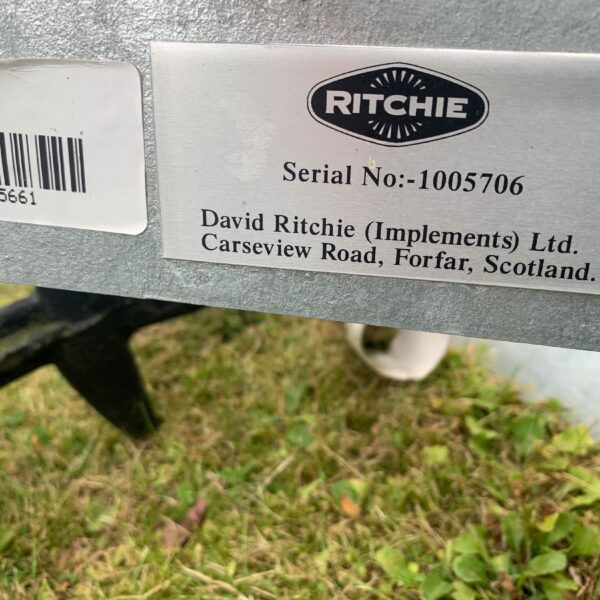 RITCHIE
Serial No:-1005706
David Ritchie (Implements) Ltd.
Carseview Road, Forfar, Scotland.
5661